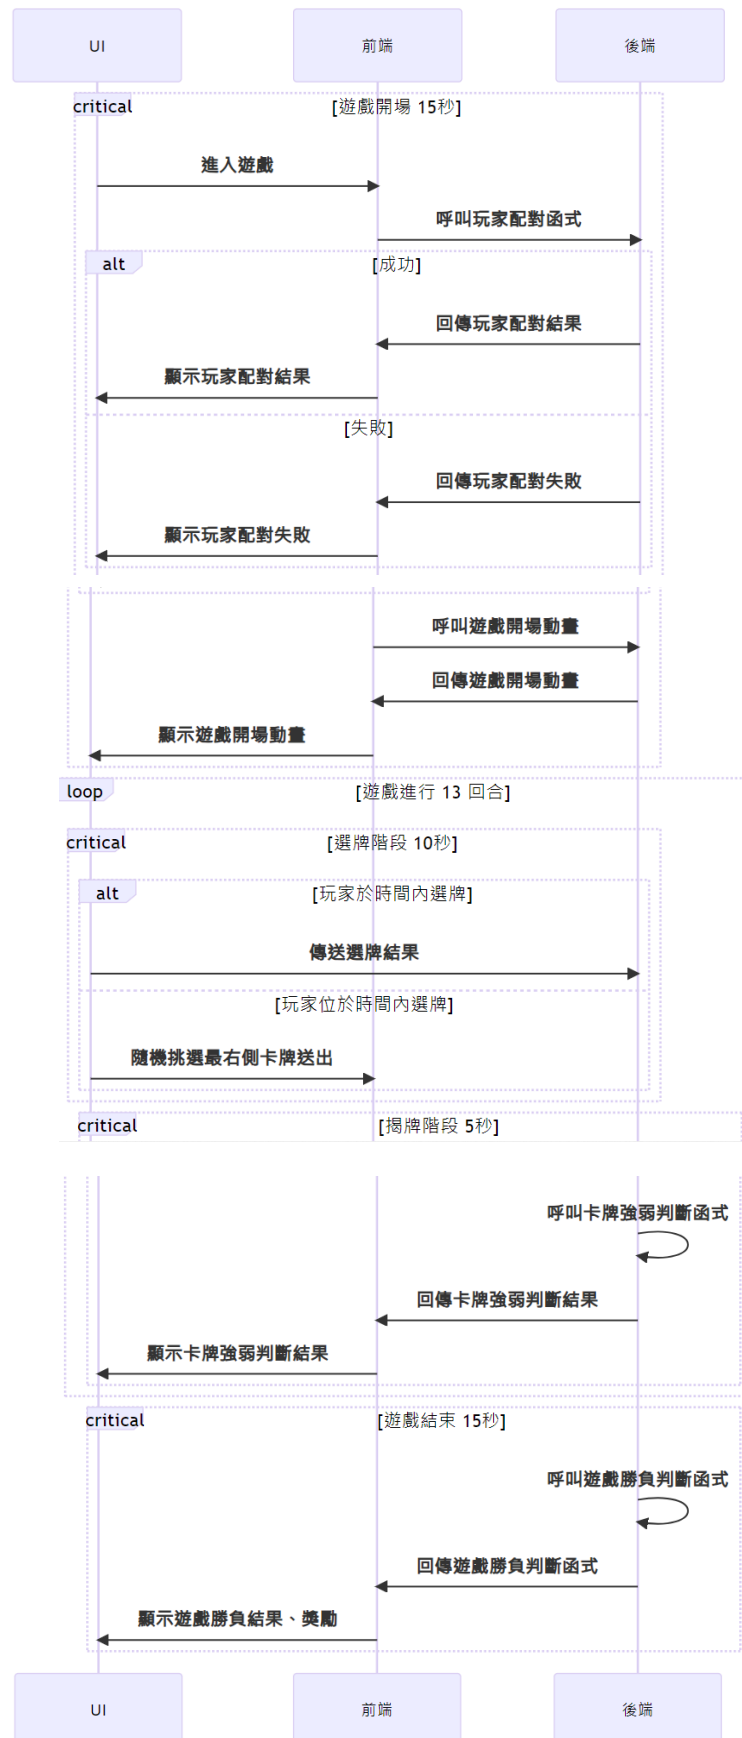 UI 前端 後端
critical [遊戲開場 15秒]
進入遊戲
呼叫玩家配對函式
alt [成功]
回傳玩家配對結果
顯示玩家配對結果
[失敗]
回傳玩家配對失敗
顯示玩家配對失敗
呼叫遊戲開場動畫
回傳遊戲開場動畫
顯示遊戲開場動畫
loop [遊戲進行 13 回合]
critical [選牌階段 10秒]
alt [玩家於時間內選牌]
傳送選牌結果
[玩家位於時間內選牌]
隨機挑選最右側卡牌送出
critical [揭牌階段 5秒]
呼叫卡牌強弱判斷函式
回傳卡牌強弱判斷結果
顯示卡牌強弱判斷結果
critical [遊戲結束 15秒]
呼叫遊戲勝負判斷函式
回傳遊戲勝負判斷函式
顯示遊戲勝負結果、獎勵
UI 前端 後端